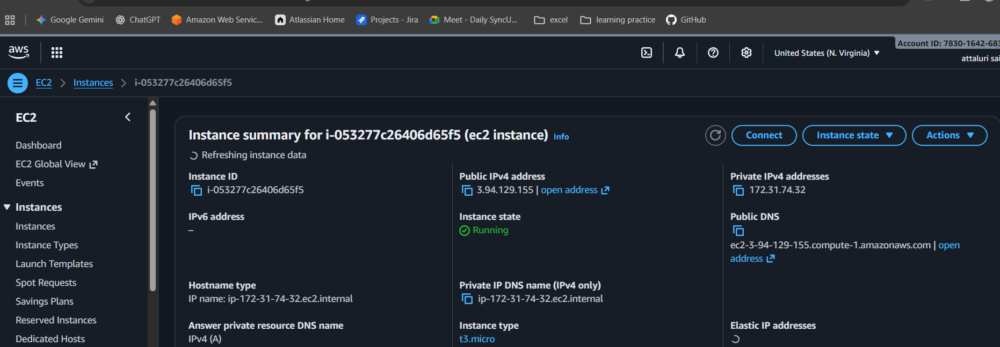 Google Gemini
ChatGPT
Amazon Web Servic...
Atlassian Home
Projects - Jira
Meet - Daily SyncU...
excel
learning practice
GitHub
aws
United States (N. Virginia)
Account ID: 7830-1642-683
attaluri sai
EC2
Instances
i-053277c26406d65f5
EC2
Dashboard
EC2 Global View
Events
Instances
Instances
Instance Types
Launch Templates
Spot Requests
Savings Plans
Reserved Instances
Dedicated Hosts
Instance summary for i-053277c26406d65f5 (ec2 instance) Info
Connect
Instance state
Actions
Refreshing instance data
Instance ID
i-053277c26406d65f5
Public IPv4 address
3.94.129.155 | open address
Private IPv4 addresses
172.31.74.32
IPv6 address
–
Instance state
Running
Public DNS
ec2-3-94-129-155.compute-1.amazonaws.com | open
address
Hostname type
IP name: ip-172-31-74-32.ec2.internal
Private IP DNS name (IPv4 only)
ip-172-31-74-32.ec2.internal
Answer private resource DNS name
IPv4 (A)
Instance type
t3.micro
Elastic IP addresses